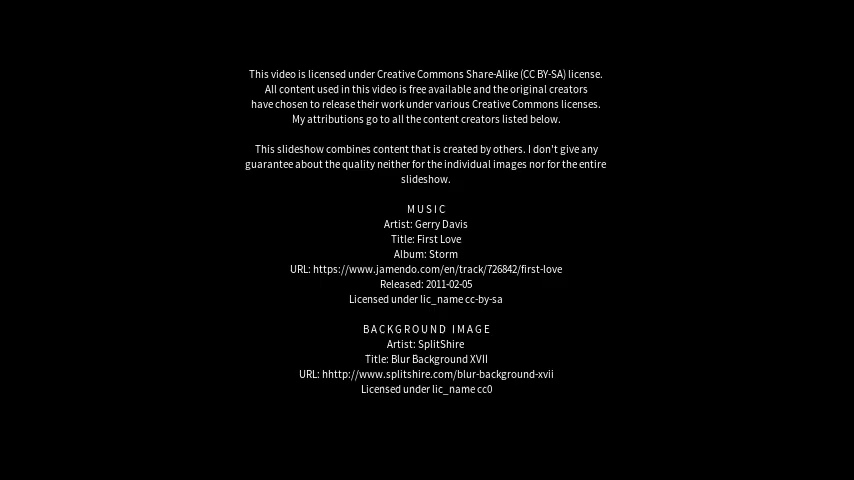 This video is licensed under Creative Commons Share-Alike (CC BY-SA) license.
All content used in this video is free available and the original creators
have chosen to release their work under various Creative Commons licenses.
My attributions go to all the content creators listed below.
This slideshow combines content that is created by others. I don't give any
guarantee about the quality neither for the individual images nor for the entire
slideshow.
MUSIC
Artist: Gerry Davis
Title: First Love
Album: Storm
URL: https://www.jamendo.com/en/track/726842/first-love
Released: 2011-02-05
Licensed under lic_name cc-by-sa
BACKGROUND IMAGE
Artist: SplitShire
Title: Blur Background XVII
URL: hhttp://www.splitshire.com/blur-background-xvii
Licensed under lic_name cc0